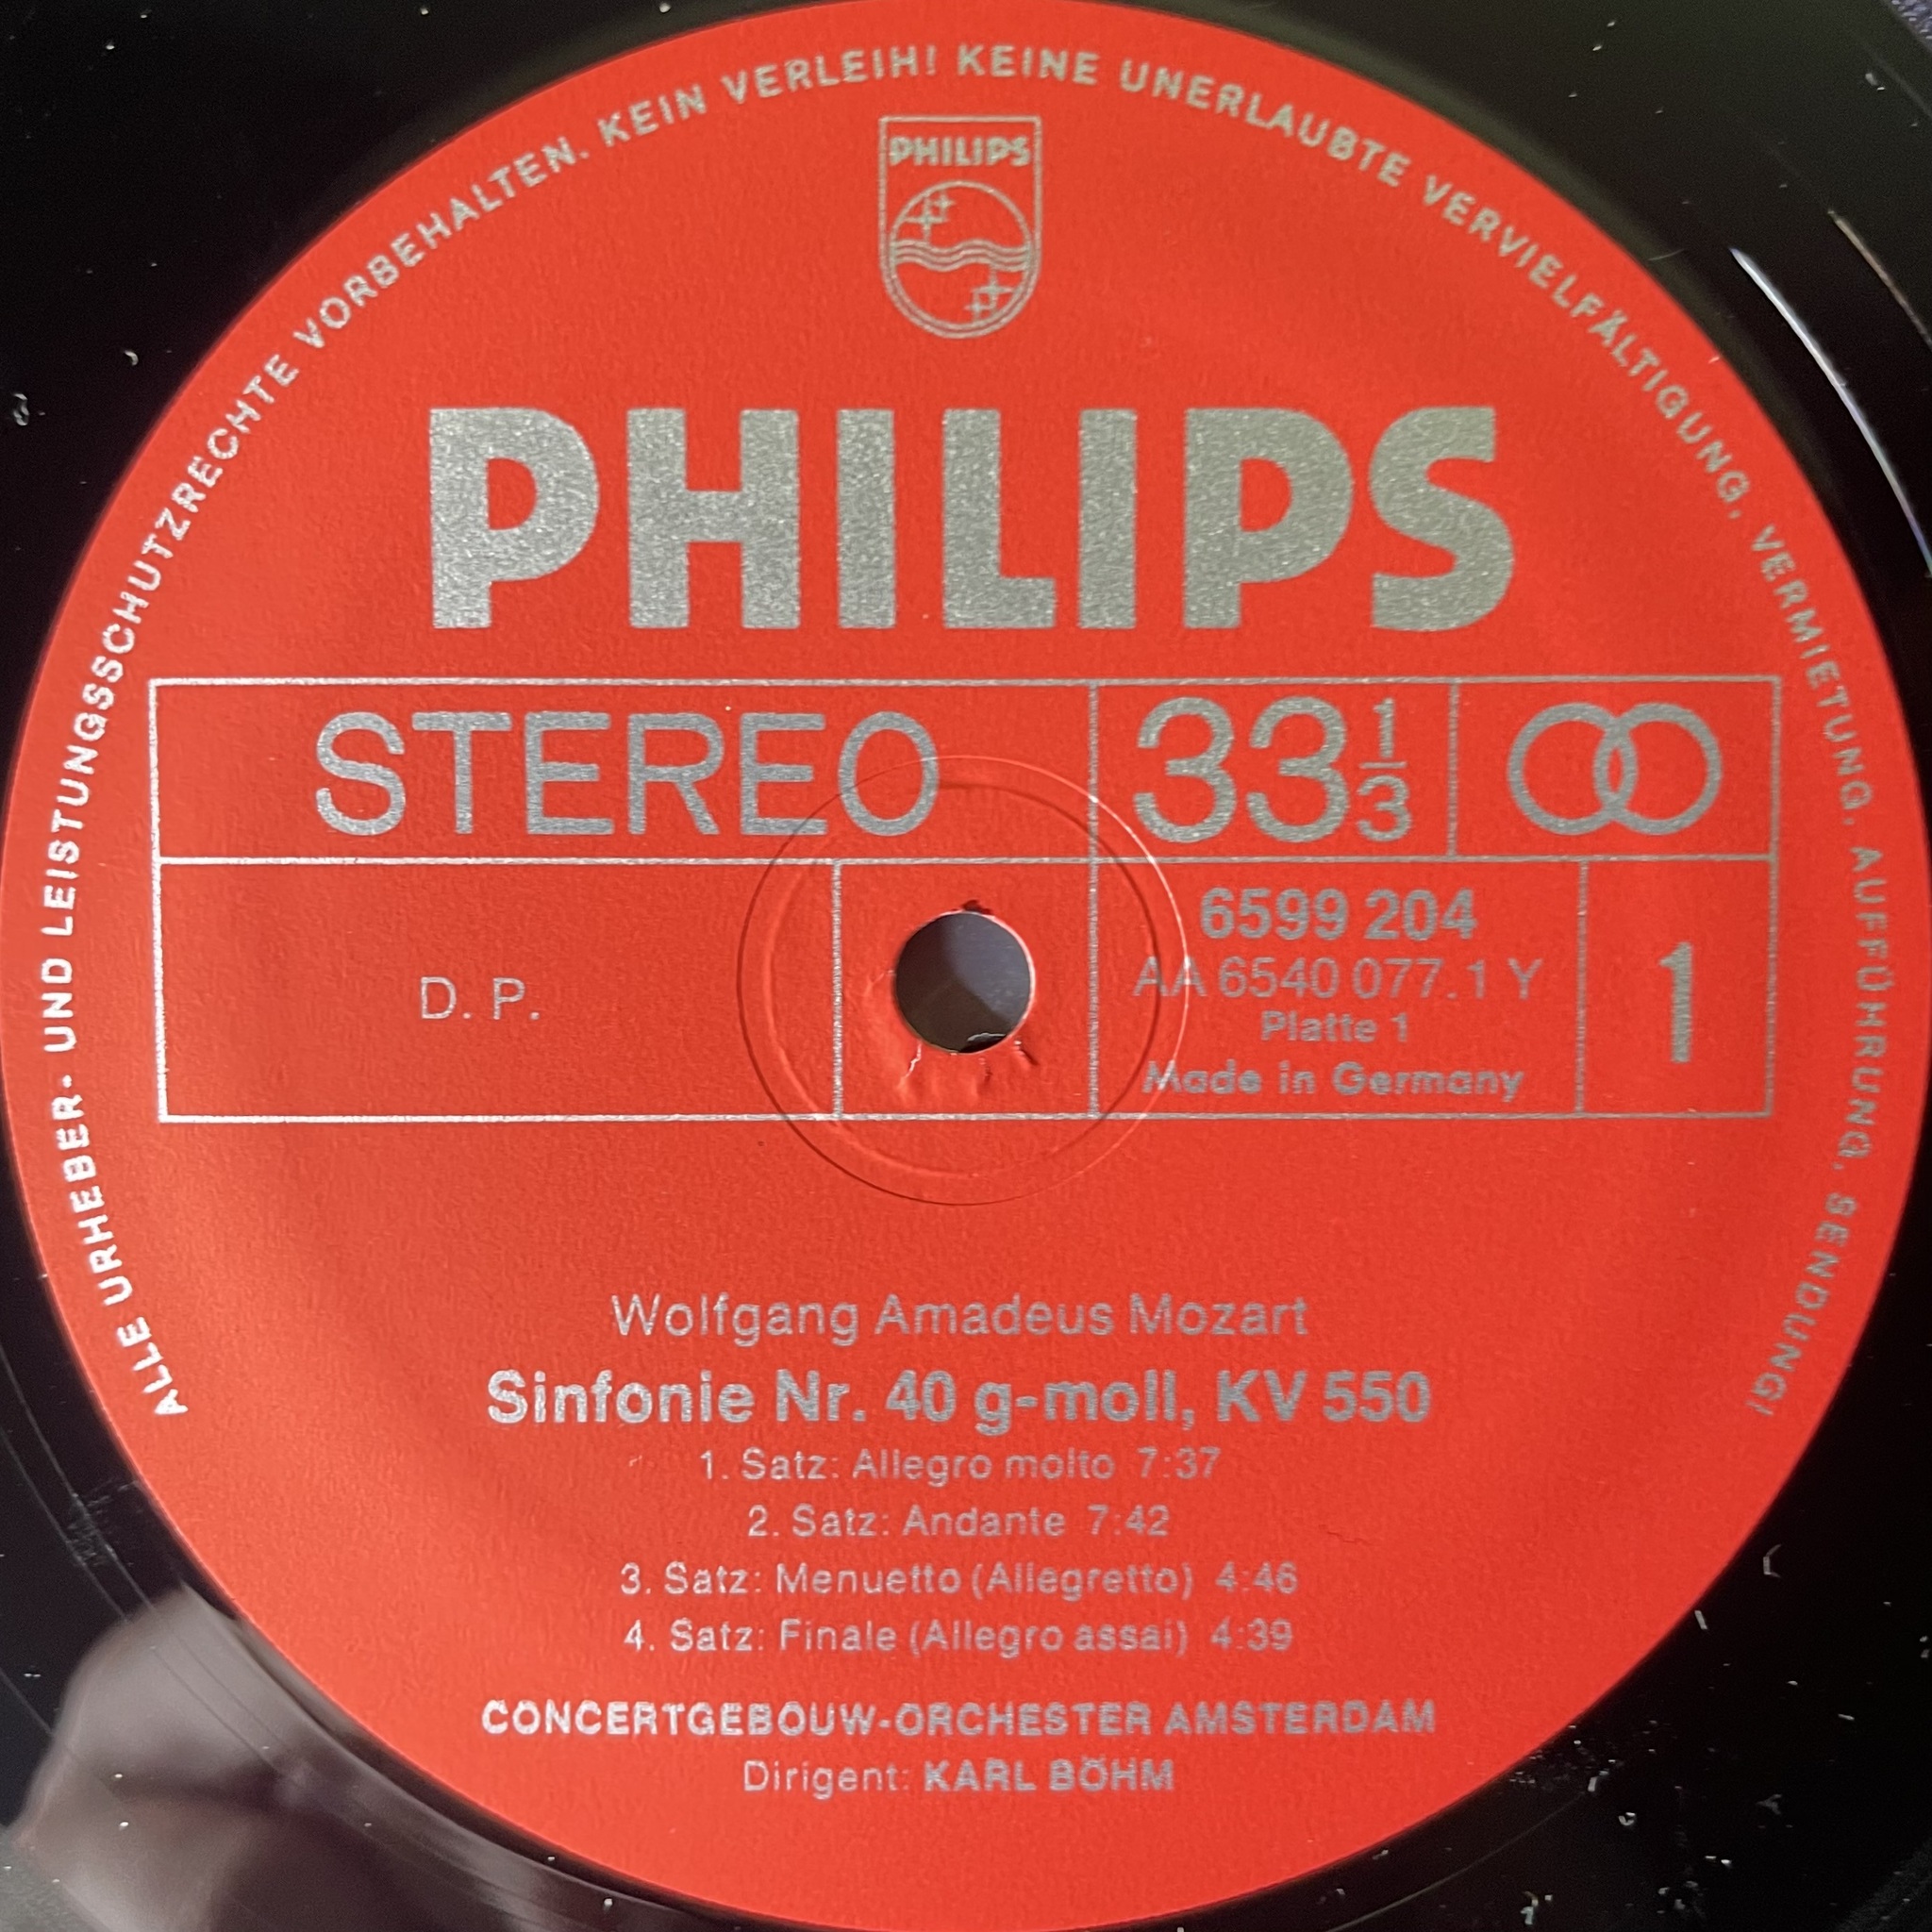 ALLE URHEBER- UND LEISTUNGSSCHUTZRECHTE VORBEHALTEN. KEIN VERLEIH! KEINE UNERLAUBTE VERVIELFÄLTIGUNG, VERMIETUNG, AUFFÜHRUNG, SENDUNG!
PHILIPS
PHILIPS
STEREO
33 1/3
D. P.
6599 204
AA 6540 077.1 Y
Platte 1
Made in Germany
1
Wolfgang Amadeus Mozart
Sinfonie Nr. 40 g-moll, KV 550
1. Satz: Allegro molto 7:37
2. Satz: Andante 7:42
3. Satz: Menuetto (Allegretto) 4:46
4. Satz: Finale (Allegro assai) 4:39
CONCERTGEBOUW-ORCHESTER AMSTERDAM
Dirigent: KARL BÖHM